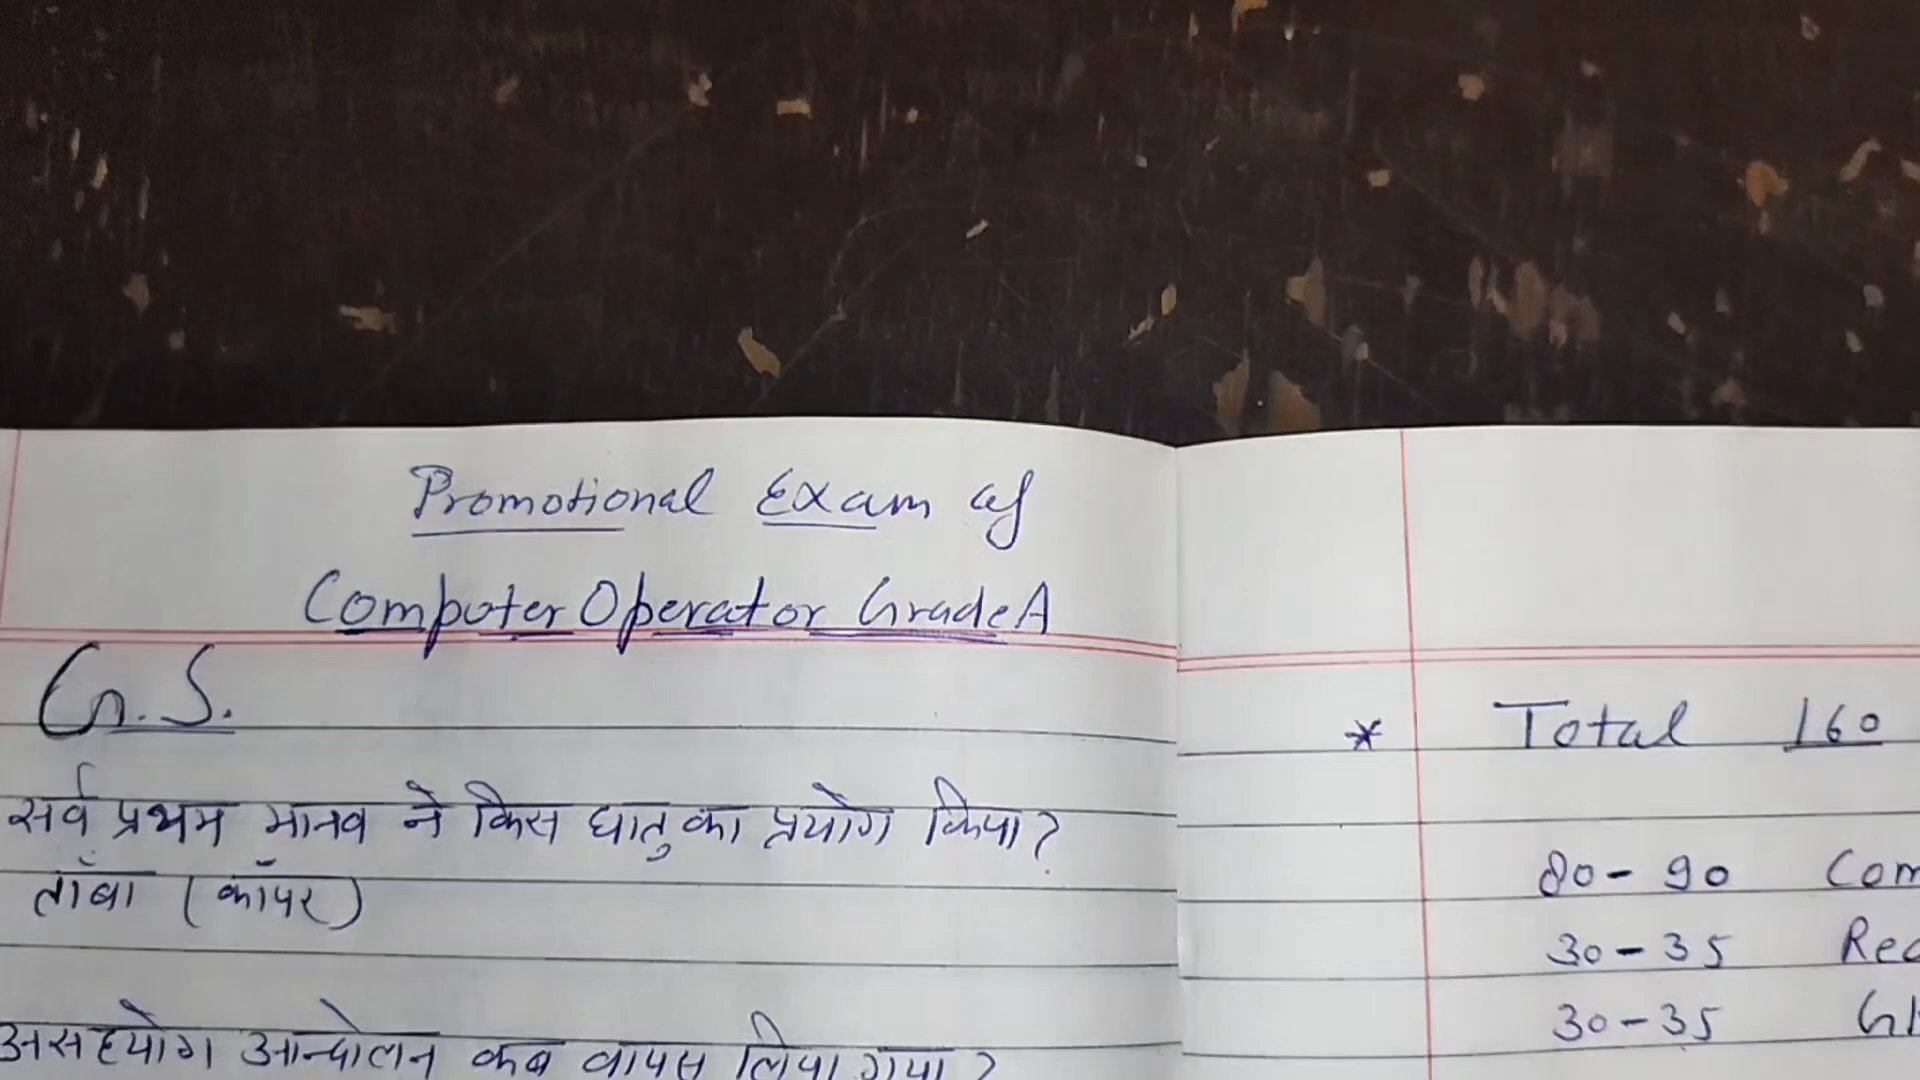 Promotional Exam of
Computer Operator Grade A
G.S.
सर्व प्रथम मानव ने किस धातु का प्रयोग किया?
ताँबा (कॉपर)
असहयोग आन्दोलन कब वापस लिया गया?
* Total 160
80-90 Com
30-35
30-35